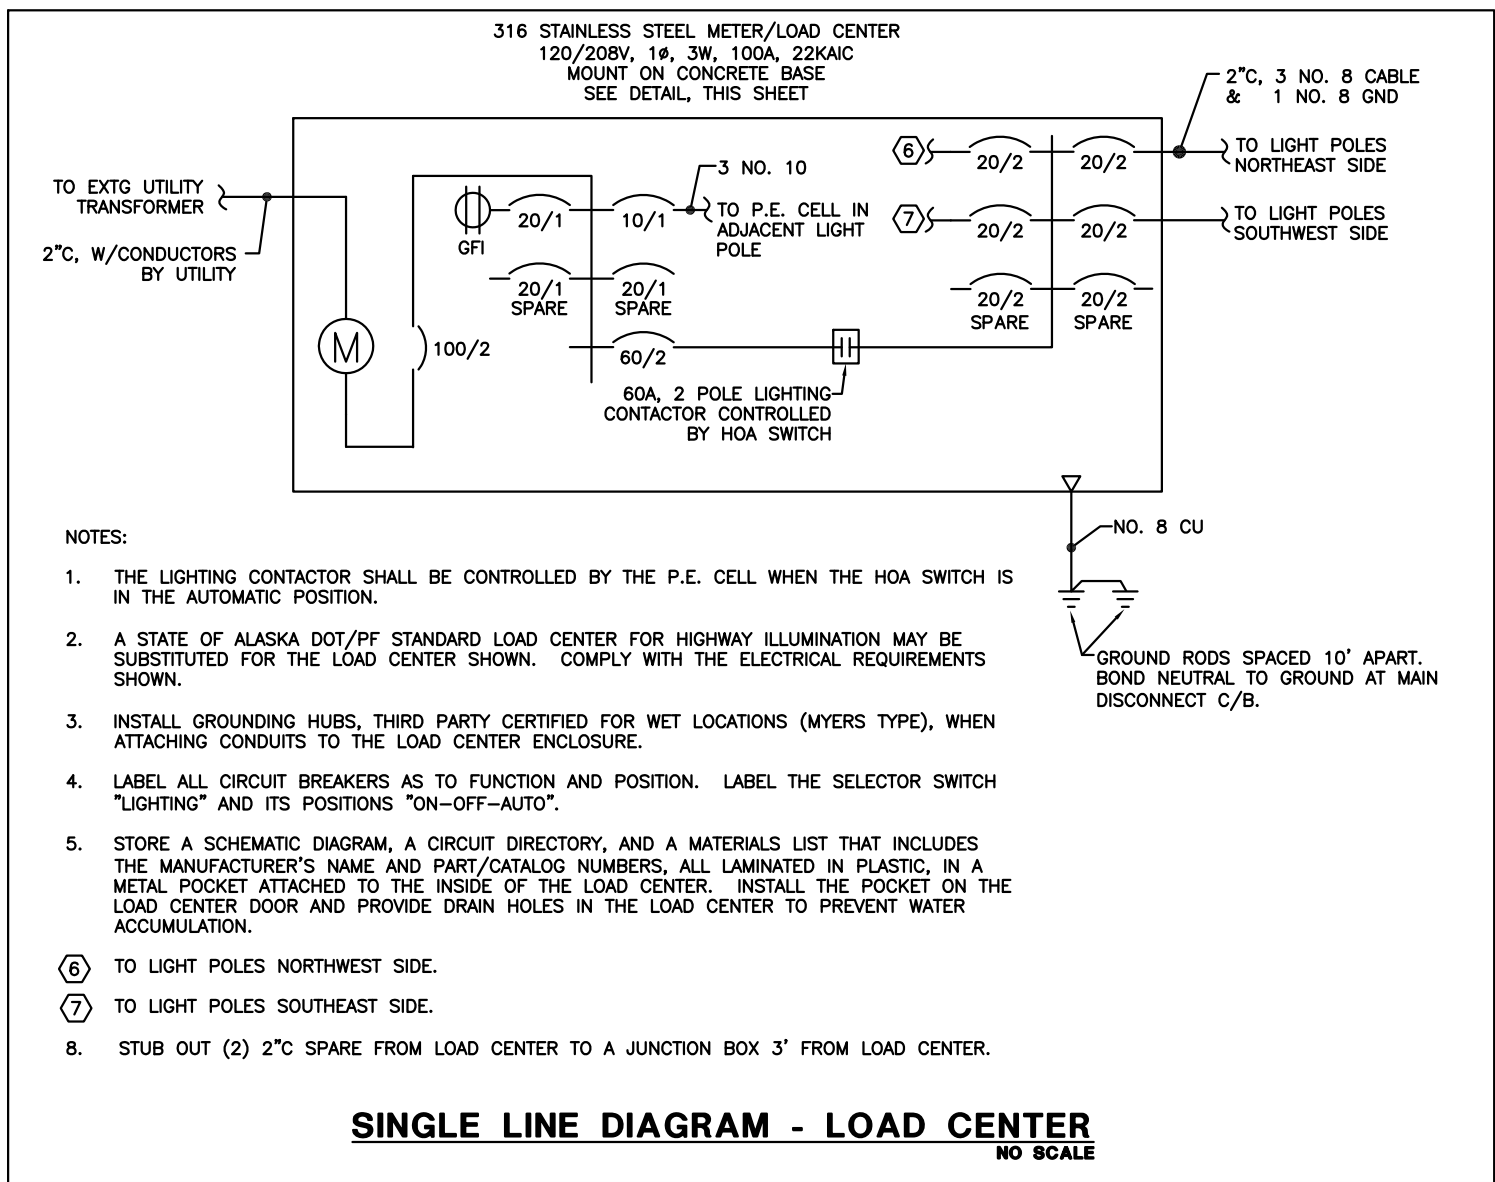 316 STAINLESS STEEL METER/LOAD CENTER
120/208V, 1ø, 3W, 100A, 22KAIC
MOUNT ON CONCRETE BASE
SEE DETAIL, THIS SHEET
2"C, 3 NO. 8 CABLE
& 1 NO. 8 GND
TO EXTG UTILITY
TRANSFORMER
2"C, W/CONDUCTORS
BY UTILITY
M
100/2
GFI
20/1
10/1
3 NO. 10
TO P.E. CELL IN
ADJACENT LIGHT
POLE
20/1
SPARE
20/1
SPARE
60/2
60A, 2 POLE LIGHTING
CONTACTOR CONTROLLED
BY HOA SWITCH
6
20/2
20/2
TO LIGHT POLES
NORTHEAST SIDE
7
20/2
20/2
TO LIGHT POLES
SOUTHWEST SIDE
20/2
SPARE
20/2
SPARE
NO. 8 CU
GROUND RODS SPACED 10' APART.
BOND NEUTRAL TO GROUND AT MAIN
DISCONNECT C/B.
NOTES:
1. THE LIGHTING CONTACTOR SHALL BE CONTROLLED BY THE P.E. CELL WHEN THE HOA SWITCH IS
IN THE AUTOMATIC POSITION.
2. A STATE OF ALASKA DOT/PF STANDARD LOAD CENTER FOR HIGHWAY ILLUMINATION MAY BE
SUBSTITUTED FOR THE LOAD CENTER SHOWN. COMPLY WITH THE ELECTRICAL REQUIREMENTS
SHOWN.
3. INSTALL GROUNDING HUBS, THIRD PARTY CERTIFIED FOR WET LOCATIONS (MYERS TYPE), WHEN
ATTACHING CONDUITS TO THE LOAD CENTER ENCLOSURE.
4. LABEL ALL CIRCUIT BREAKERS AS TO FUNCTION AND POSITION. LABEL THE SELECTOR SWITCH
"LIGHTING" AND ITS POSITIONS "ON-OFF-AUTO".
5. STORE A SCHEMATIC DIAGRAM, A CIRCUIT DIRECTORY, AND A MATERIALS LIST THAT INCLUDES
THE MANUFACTURER'S NAME AND PART/CATALOG NUMBERS, ALL LAMINATED IN PLASTIC, IN A
METAL POCKET ATTACHED TO THE INSIDE OF THE LOAD CENTER. INSTALL THE POCKET ON THE
LOAD CENTER DOOR AND PROVIDE DRAIN HOLES IN THE LOAD CENTER TO PREVENT WATER
ACCUMULATION.
6 TO LIGHT POLES NORTHWEST SIDE.
7 TO LIGHT POLES SOUTHEAST SIDE.
8. STUB OUT (2) 2"C SPARE FROM LOAD CENTER TO A JUNCTION BOX 3' FROM LOAD CENTER.
SINGLE LINE DIAGRAM - LOAD CENTER
NO SCALE